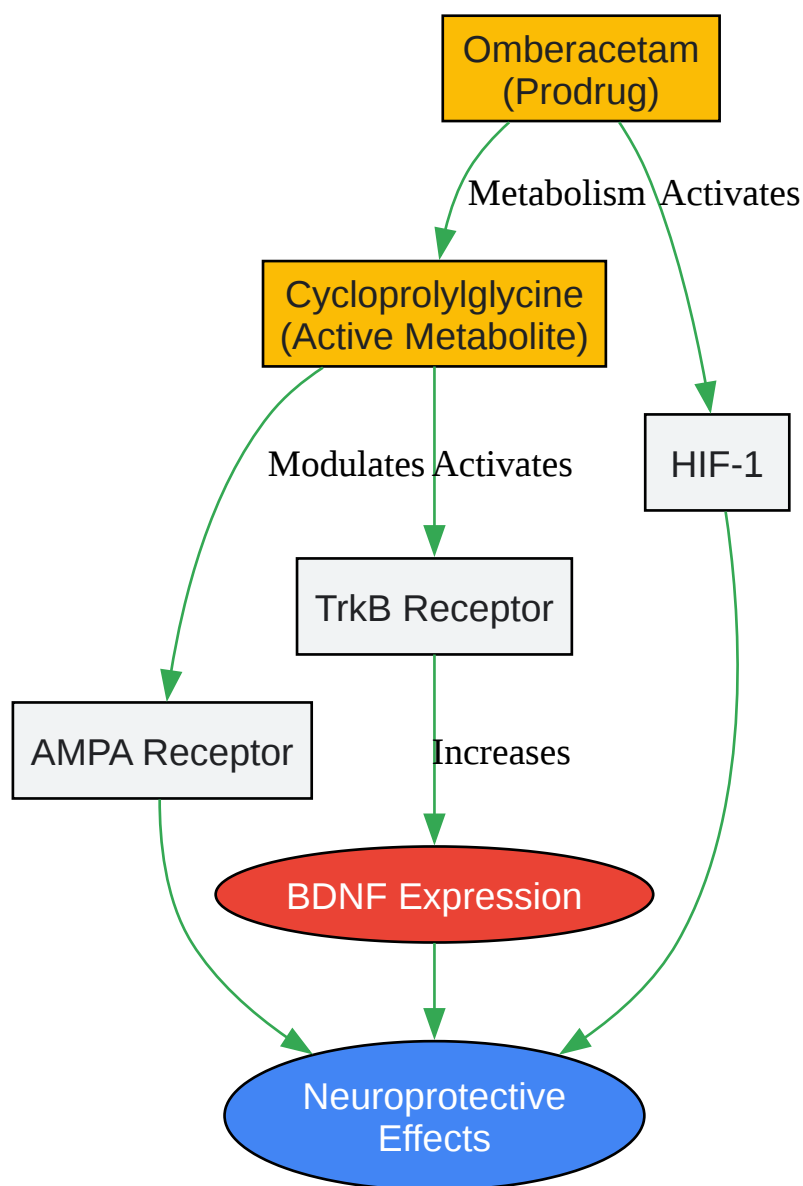 Omberacetam
(Prodrug)
Metabolism
Activates
Cycloprolylglycine
(Active Metabolite)
HIF-1
Modulates
Activates
TrkB Receptor
AMPA Receptor
Increases
BDNF Expression
Neuroprotective
Effects